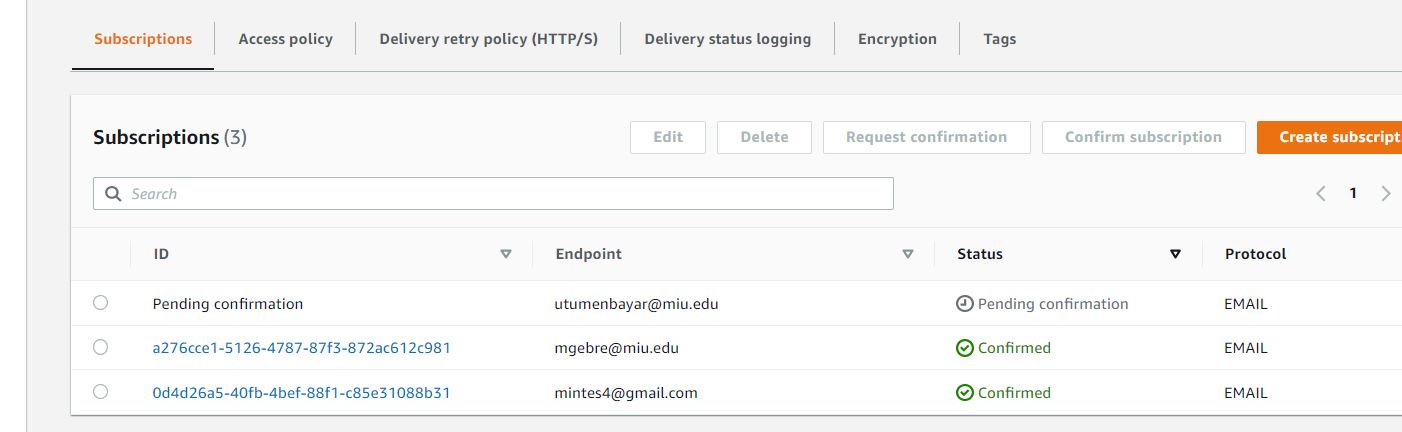 Subscriptions Access policy Delivery retry policy (HTTP/S) Delivery status logging Encryption Tags
Subscriptions (3) Edit Delete Request confirmation Confirm subscription Create subscript
Search 1
ID Endpoint Status Protocol
Pending confirmation utumenbayar@miu.edu Pending confirmation EMAIL
a276cce1-5126-4787-87f3-872ac612c981 mgebre@miu.edu Confirmed EMAIL
0d4d26a5-40fb-4bef-88f1-c85e31088b31 mintes4@gmail.com Confirmed EMAIL